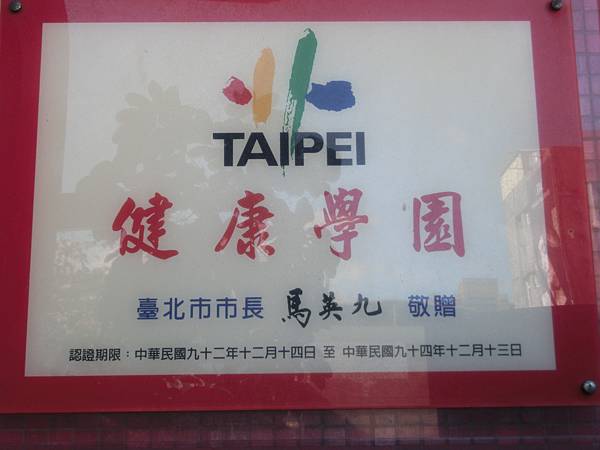 TAIPEI
健康學園
臺北市市長 馬英九 敬贈
認證期限：中華民國九十二年十二月十四日 至 中華民國九十四年十二月十三日